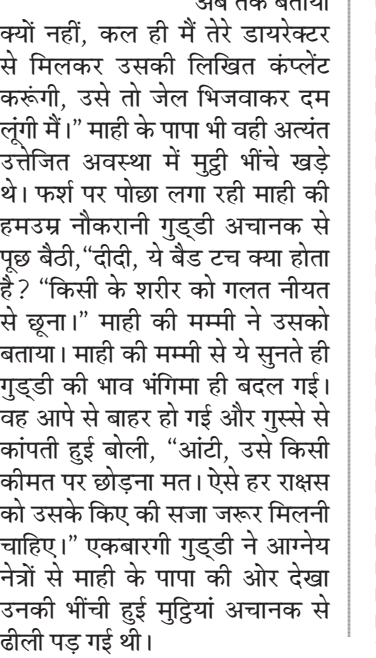 अब तक बताया
क्यों नहीं, कल ही मैं तेरे डायरेक्टर
से मिलकर उसकी लिखित कंप्लेंट
करूंगी, उसे तो जेल भिजवाकर दम
लूंगी मैं।” माही के पापा भी वही अत्यंत
उत्तेजित अवस्था में मुट्ठी भींचे खड़े
थे। फर्श पर पोछा लगा रही माही की
हमउम्र नौकरानी गुड्डी अचानक से
पूछ बैठी,“दीदी, ये बैड टच क्या होता
है? “किसी के शरीर को गलत नीयत
से छूना।” माही की मम्मी ने उसको
बताया। माही की मम्मी से ये सुनते ही
गुड्डी की भाव भंगिमा ही बदल गई।
वह आपे से बाहर हो गई और गुस्से से
कांपती हुई बोली, “आंटी, उसे किसी
कीमत पर छोड़ना मत। ऐसे हर राक्षस
को उसके किए की सजा जरूर मिलनी
चाहिए।” एकबारगी गुड्डी ने आग्नेय
नेत्रों से माही के पापा की ओर देखा
उनकी भींची हुई मुट्ठियां अचानक से
ढीली पड़ गई थी।